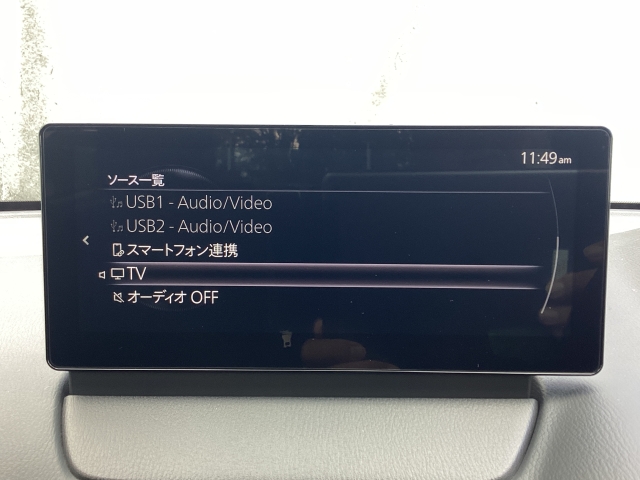 11:49am
ソース一覧
USB1 - Audio/Video
USB2 - Audio/Video
スマートフォン連携
TV
オーディオ OFF